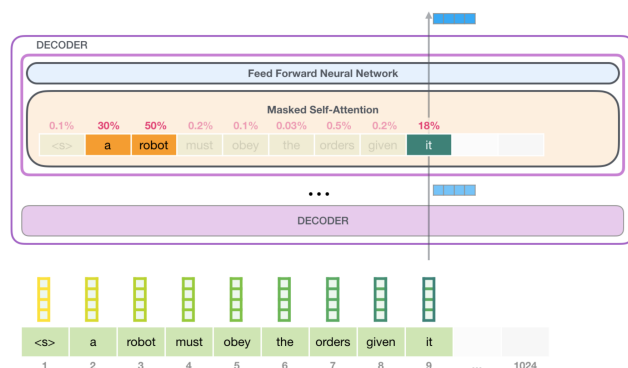 DECODER
Feed Forward Neural Network
Masked Self-Attention
0.1% 30% 50% 0.2% 0.1% 0.03% 0.5% 0.2% 18%
<s> a robot must obey the orders given it
...
DECODER
<s> a robot must obey the orders given it
1 2 3 4 5 6 7 8 9 ... 1024